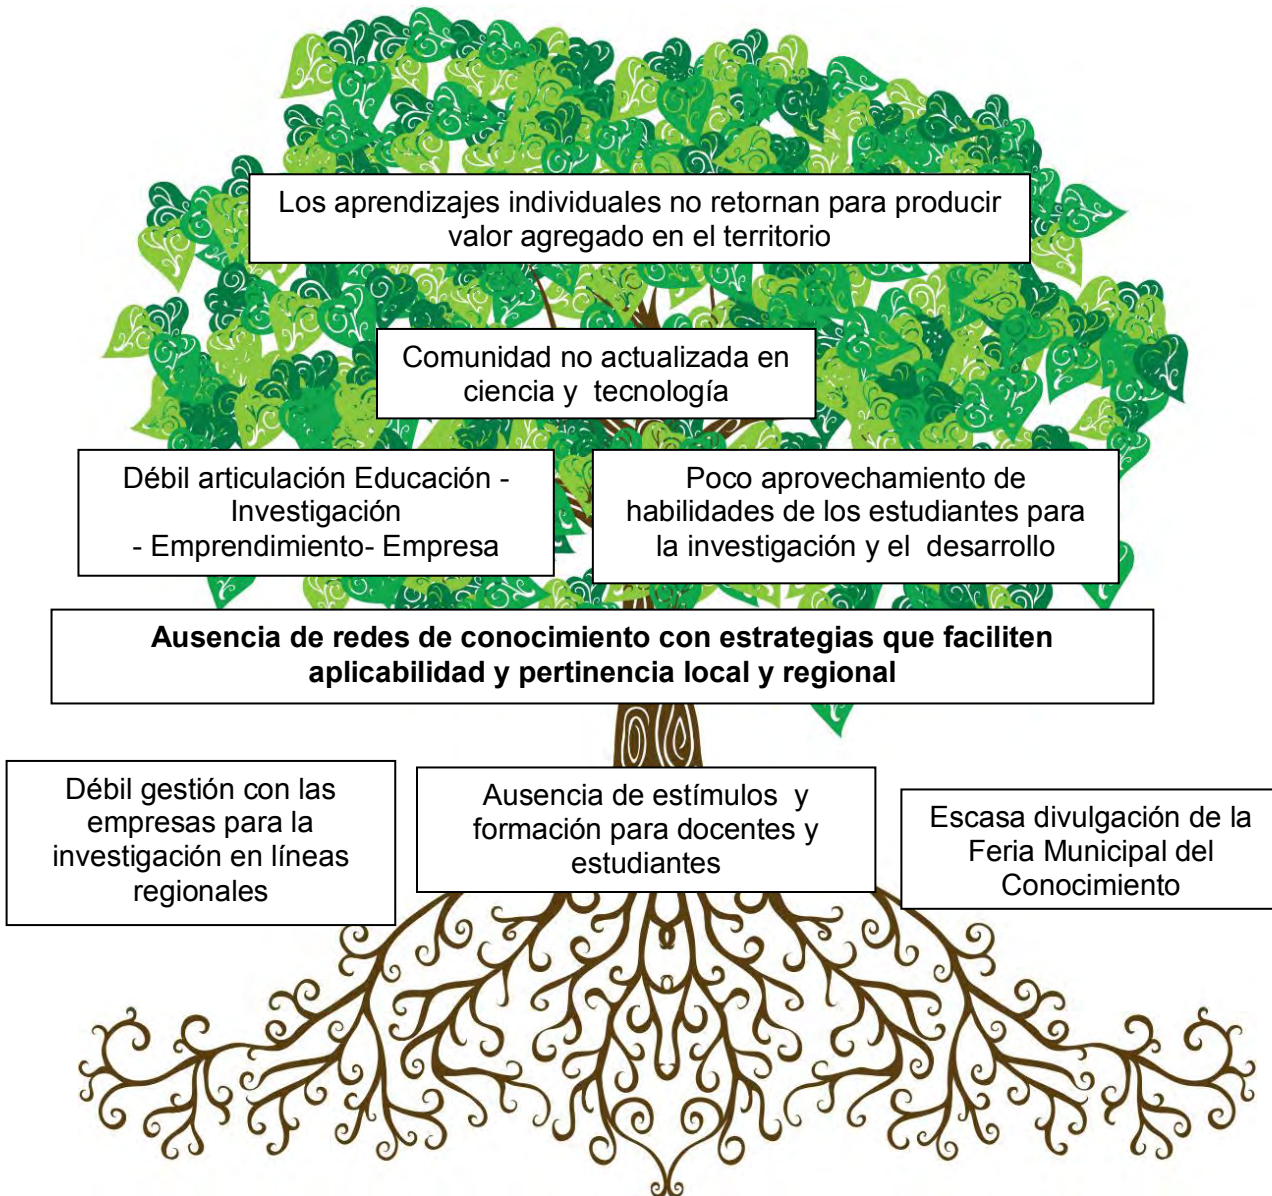 Los aprendizajes individuales no retornan para producir
valor agregado en el territorio
Comunidad no actualizada en
ciencia y tecnología
Débil articulación Educación -
Investigación
- Emprendimiento- Empresa
Poco aprovechamiento de
habilidades de los estudiantes para
la investigación y el desarrollo
Ausencia de redes de conocimiento con estrategias que faciliten
aplicabilidad y pertinencia local y regional
Débil gestión con las
empresas para la
investigación en líneas
regionales
Ausencia de estímulos y
formación para docentes y
estudiantes
Escasa divulgación de la
Feria Municipal del
Conocimiento